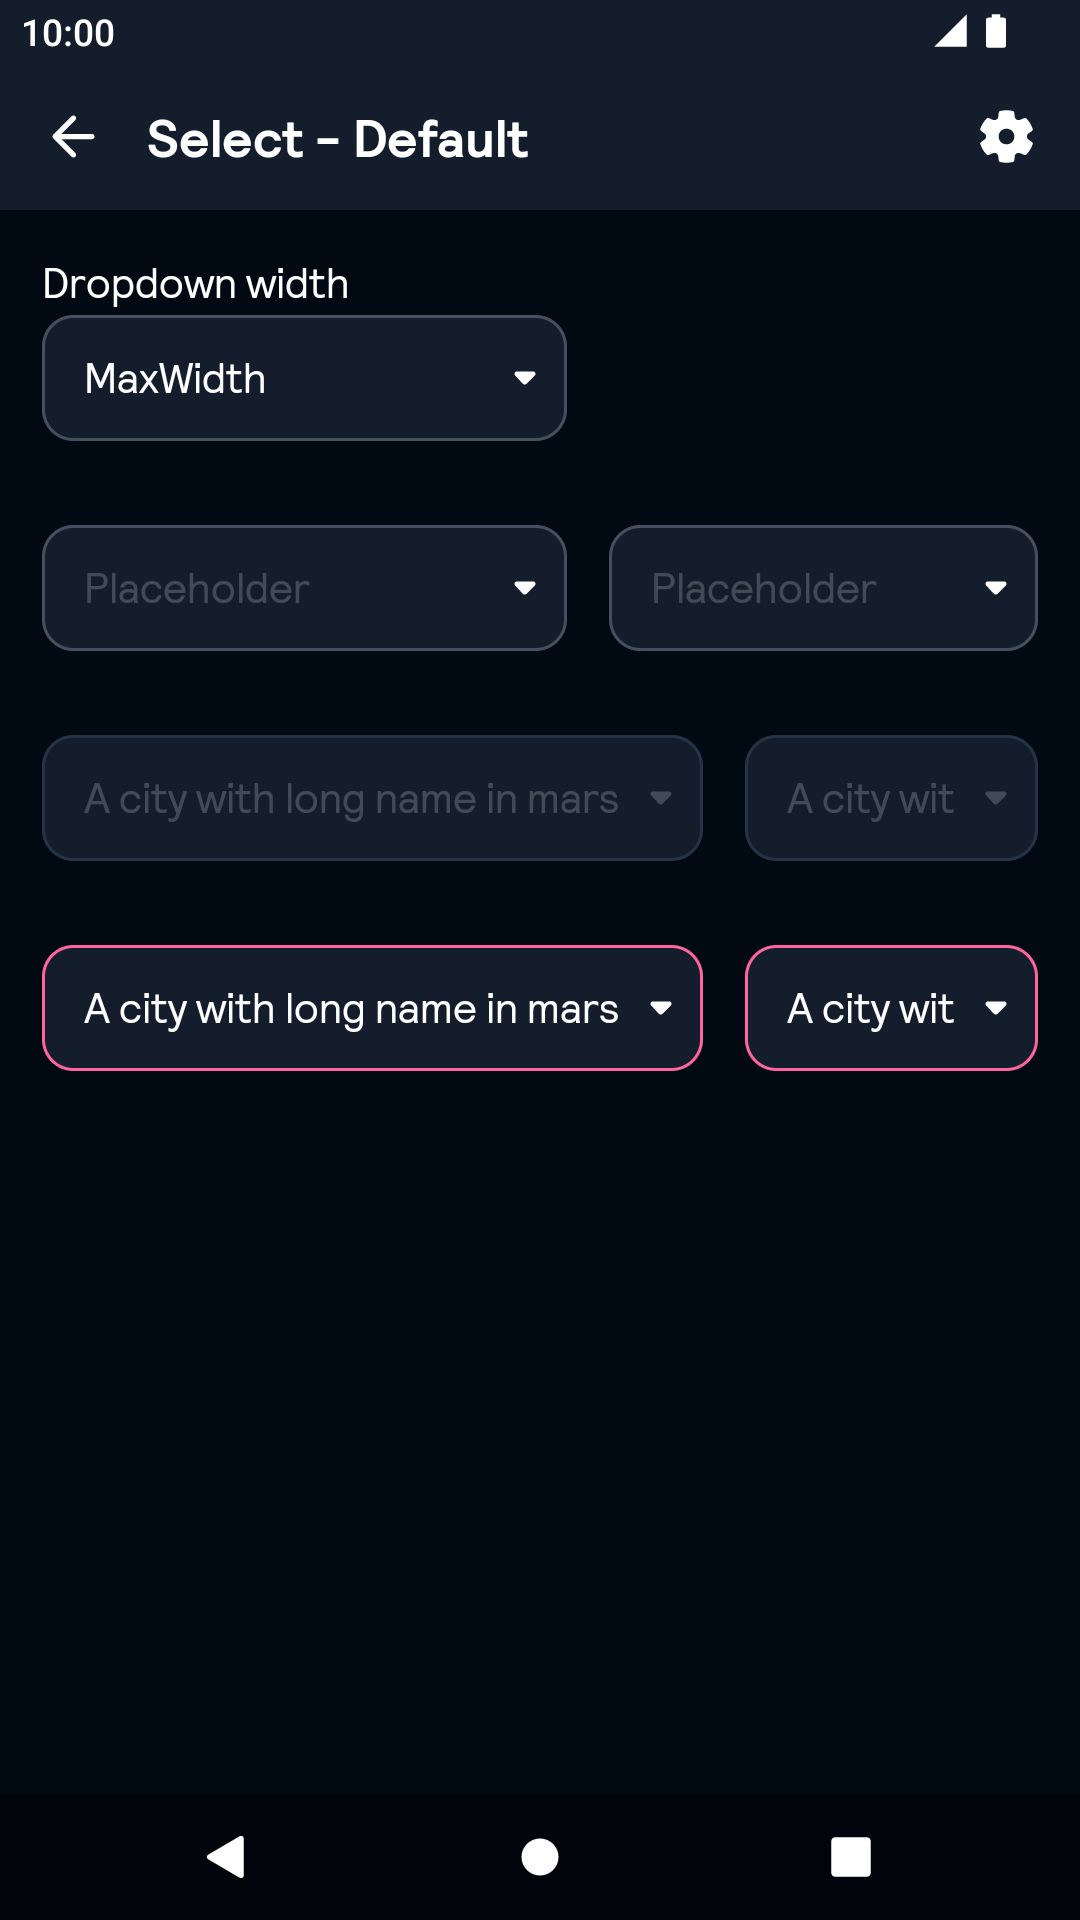 10:00
Select - Default
Dropdown width
MaxWidth
Placeholder Placeholder
A city with long name in mars A city wit
A city with long name in mars A city wit